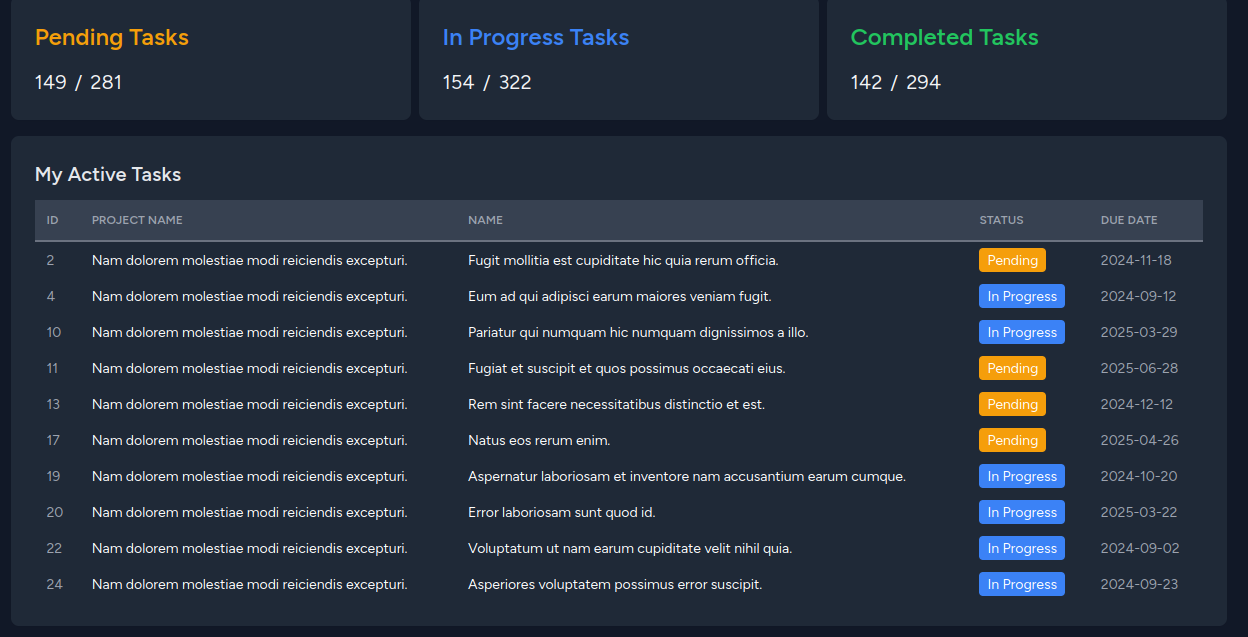 Pending Tasks
149 / 281
In Progress Tasks
154 / 322
Completed Tasks
142 / 294
My Active Tasks
ID PROJECT NAME NAME STATUS DUE DATE
2 Nam dolorem molestiae modi reiciendis excepturi. Fugit mollitia est cupiditate hic quia rerum officia. Pending 2024-11-18
4 Nam dolorem molestiae modi reiciendis excepturi. Eum ad qui adipisci earum maiores veniam fugit. In Progress 2024-09-12
10 Nam dolorem molestiae modi reiciendis excepturi. Pariatur qui numquam hic numquam dignissimos a illo. In Progress 2025-03-29
11 Nam dolorem molestiae modi reiciendis excepturi. Fugiat et suscipit et quos possimus occaecati eius. Pending 2025-06-28
13 Nam dolorem molestiae modi reiciendis excepturi. Rem sint facere necessitatibus distinctio et est. Pending 2024-12-12
17 Nam dolorem molestiae modi reiciendis excepturi. Natus eos rerum enim. Pending 2025-04-26
19 Nam dolorem molestiae modi reiciendis excepturi. Aspernatur laboriosam et inventore nam accusantium earum cumque. In Progress 2024-10-20
20 Nam dolorem molestiae modi reiciendis excepturi. Error laboriosam sunt quod id. In Progress 2025-03-22
22 Nam dolorem molestiae modi reiciendis excepturi. Voluptatum ut nam earum cupiditate velit nihil quia. In Progress 2024-09-02
24 Nam dolorem molestiae modi reiciendis excepturi. Asperiores voluptatem possimus error suscipit. In Progress 2024-09-23